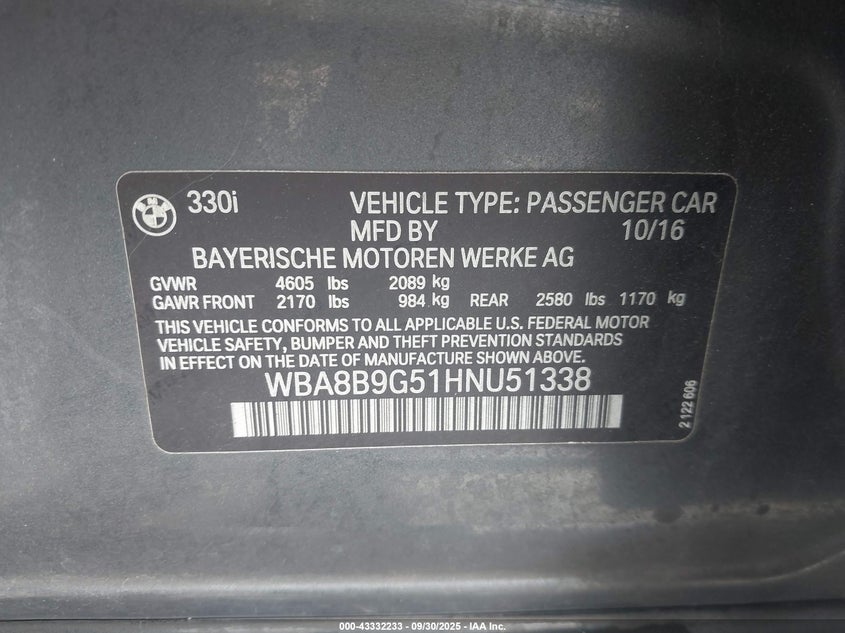 330i VEHICLE TYPE: PASSENGER CAR
MFD BY 10/16
BAYERISCHE MOTOREN WERKE AG
GVWR 4605 lbs 2089 kg
GAWR FRONT 2170 lbs 984 kg REAR 2580 lbs 1170 kg
THIS VEHICLE CONFORMS TO ALL APPLICABLE U.S. FEDERAL MOTOR
VEHICLE SAFETY, BUMPER AND THEFT PREVENTION STANDARDS
IN EFFECT ON THE DATE OF MANUFACTURE SHOWN ABOVE.
WBA8B9G51HNU51338
2 122 606
000-43332233 - 09/30/2025 - IAA Inc.